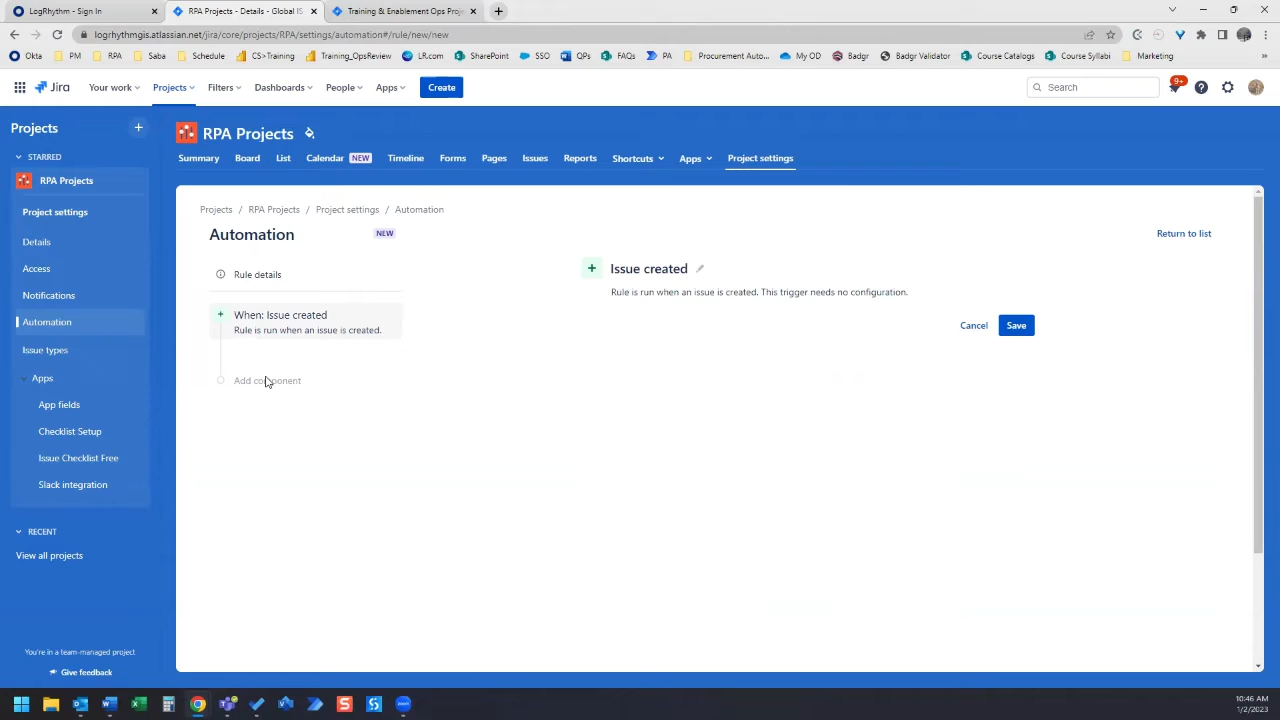 LogRhythm - Sign In
RPA Projects - Details - Global IS
Training & Enablement Ops Proj
logrhythmgis.atlassian.net/jira/core/projects/RPA/settings/automation#/rule/new/new
Okta PM RPA Saba Schedule CS>Training Training_OpsReview LR.com SharePoint SSO QPs FAQs PA Procurement Auto... My OD Badgr Badgr Validator Course Catalogs Course Syllabi Marketing »
Jira Your work Projects Filters Dashboards People Apps Create Search 9+
Projects +
STARRED
RPA Projects
Project settings
Details
Access
Notifications
Automation
Issue types
Apps
App fields
Checklist Setup
Issue Checklist Free
Slack integration
RECENT
View all projects
You're in a team-managed project
Give feedback
RPA Projects
Summary Board List Calendar NEW Timeline Forms Pages Issues Reports Shortcuts Apps Project settings
Projects / RPA Projects / Project settings / Automation
Automation NEW
Return to list
Rule details
When: Issue created
Rule is run when an issue is created.
Add component
Issue created
Rule is run when an issue is created. This trigger needs no configuration.
Cancel Save
10:46 AM
1/2/2023